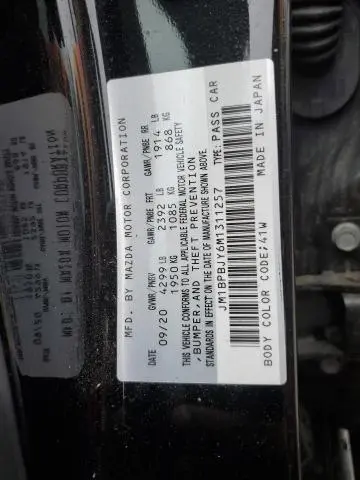 MFD. BY MAZDA MOTOR CORPORATION
DATE GVWR/PNBV GAWR/PNBE FRT GAWR/PNBE RR
09/20 4299 LB 2392 LB 1914 LB
1950 KG 1085 KG 868 KG
THIS VEHICLE CONFORMS TO ALL APPLICABLE FEDERAL MOTOR VEHICLE SAFETY
,BUMPER,AND THEFT PREVENTION
STANDARDS IN EFFECT ON THE DATE OF MANUFACTURE SHOWN ABOVE.
JM1BPBJY6M1311257 TYPE: PASS CAR
BODY COLOR CODE:41W MADE IN JAPAN